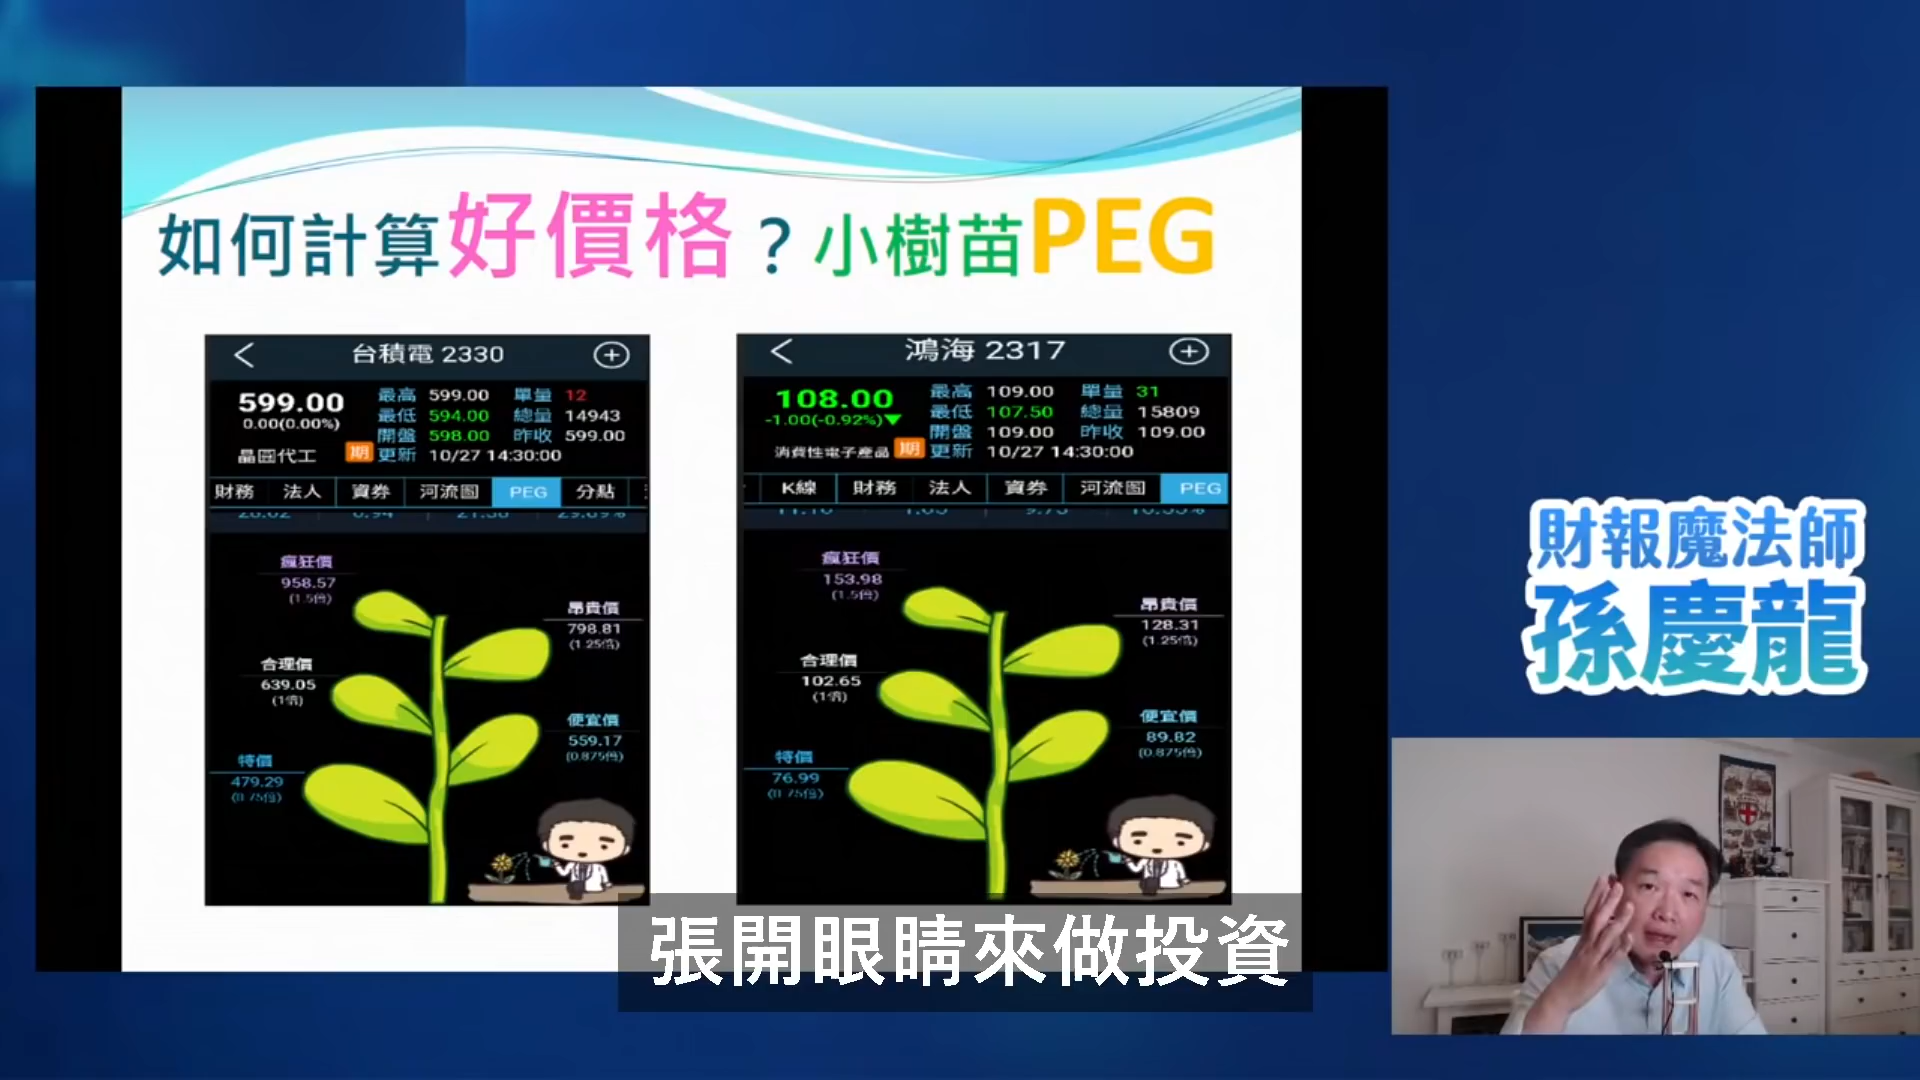 如何計算好價格？小樹苗PEG
台積電 2330
599.00
0.00(0.00%)
晶圓代工
最高 599.00 單量 12
最低 594.00 總量 14943
開盤 598.00 昨收 599.00
期 更新 10/27 14:30:00
財務 法人 資券 河流圖 PEG 分點
瘋狂價
958.57
(1.5倍)
昂貴價
798.81
(1.25倍)
合理價
639.05
(1倍)
便宜價
559.17
(0.875倍)
特價
479.29
(0.75倍)
鴻海 2317
108.00
-1.00(-0.92%)▼
消費性電子產品
最高 109.00 單量 31
最低 107.50 總量 15809
開盤 109.00 昨收 109.00
期 更新 10/27 14:30:00
K線 財務 法人 資券 河流圖 PEG
瘋狂價
153.98
(1.5倍)
昂貴價
128.31
(1.25倍)
合理價
102.65
(1倍)
便宜價
89.82
(0.875倍)
特價
76.99
(0.75倍)
張開眼睛來做投資
財報魔法師
孫慶龍